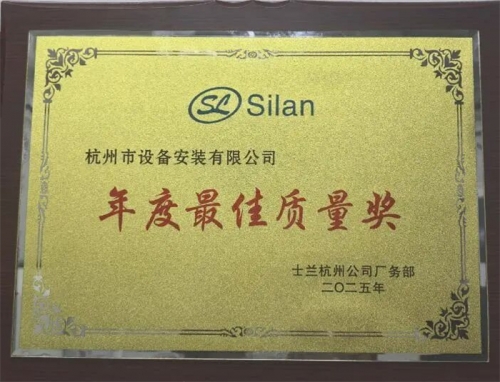 SL Silan
杭州市设备安装有限公司
年度最佳质量奖
士兰杭州公司厂务部
二〇二五年